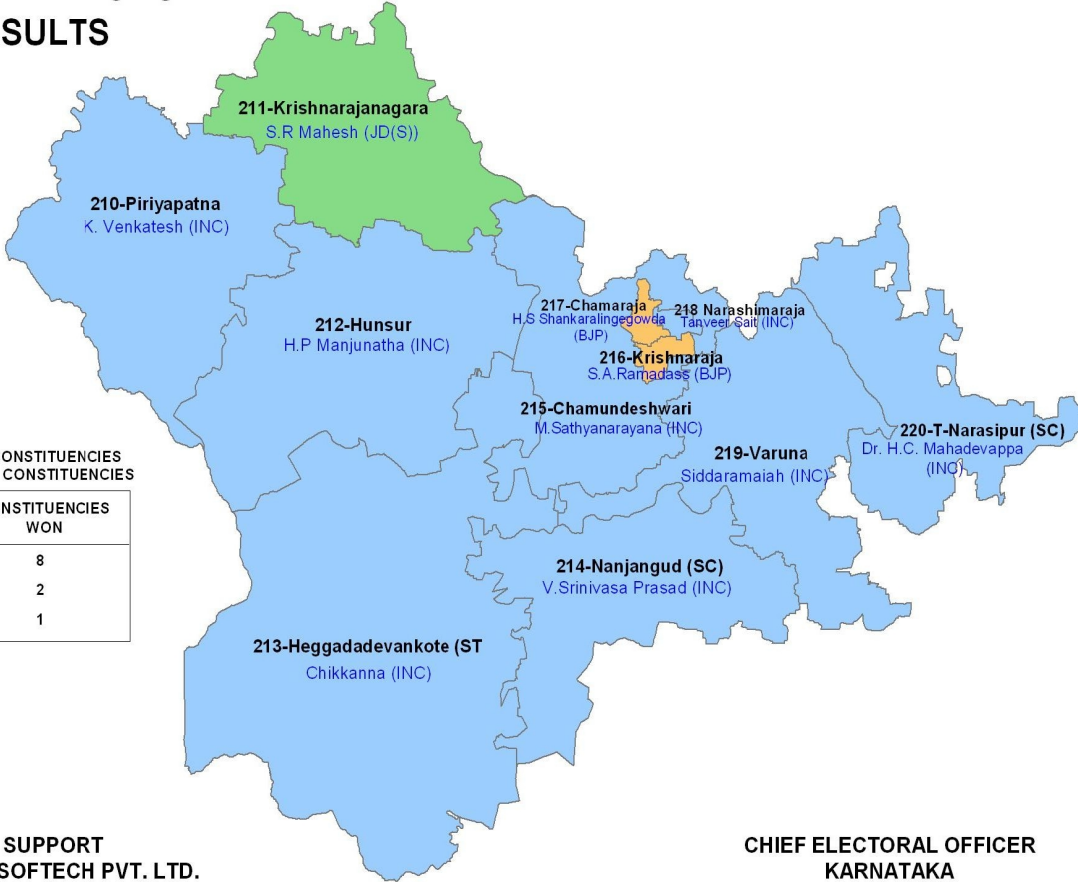 SULTS
211-Krishnarajanagara
S.R Mahesh (JD(S))
210-Piriyapatna
K. Venkatesh (INC)
212-Hunsur
H.P Manjunatha (INC)
217-Chamaraja
H.S Shankaralingegowda
(BJP)
218 Narashimaraja
Tanveer Sait (INC)
216-Krishnaraja
S.A.Ramadass (BJP)
215-Chamundeshwari
M.Sathyanarayana (INC)
219-Varuna
Siddaramaiah (INC)
220-T-Narasipur (SC)
Dr. H.C. Mahadevappa
(INC)
214-Nanjangud (SC)
V.Srinivasa Prasad (INC)
213-Heggadadevankote (ST
Chikkanna (INC)
ONSTITUENCIES
CONSTITUENCIES
NSTITUENCIES
WON
8
2
1
SUPPORT
SOFTECH PVT. LTD.
CHIEF ELECTORAL OFFICER
KARNATAKA